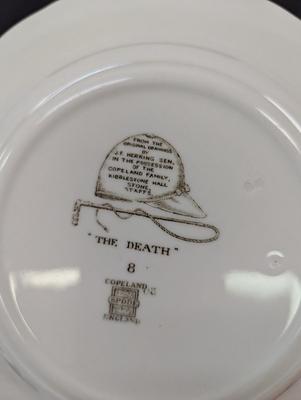 FROM THE
ORIGINAL DRAWINGS
BY
J.F. HERRING SEN.
IN THE POSSESSION
OF THE
COPELAND FAMILY,
KIBBLESTONE HALL
STONE,
STAFFS
"THE DEATH"
8
COPELAND
SPODE
ENGLAND